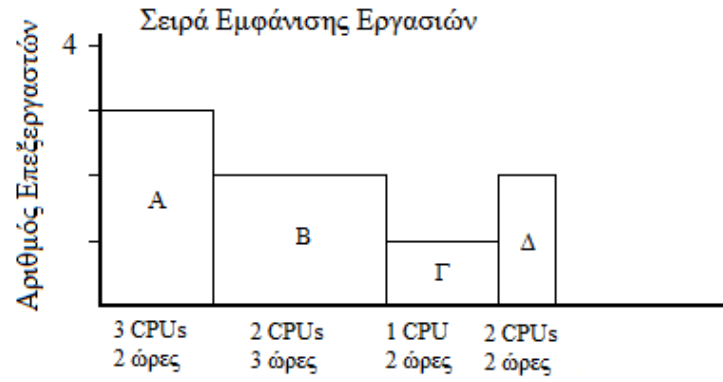 Σειρά Εμφάνισης Εργασιών
Αριθμός Επεξεργαστών
4
Α
Β
Γ
Δ
3 CPUs 2 CPUs 1 CPU 2 CPUs
2 ώρες 3 ώρες 2 ώρες 2 ώρες